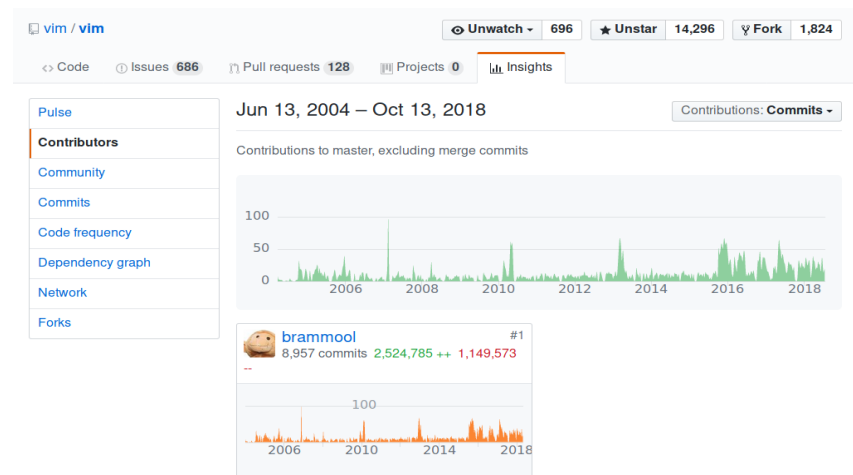 vim / vim
Unwatch 696 Unstar 14,296 Fork 1,824
Code Issues 686 Pull requests 128 Projects 0 Insights
Pulse
Contributors
Community
Commits
Code frequency
Dependency graph
Network
Forks
Jun 13, 2004 – Oct 13, 2018
Contributions: Commits
Contributions to master, excluding merge commits
100
50
0
2006 2008 2010 2012 2014 2016 2018
brammool #1
8,957 commits 2,524,785 ++ 1,149,573
--
100
2006 2010 2014 2018